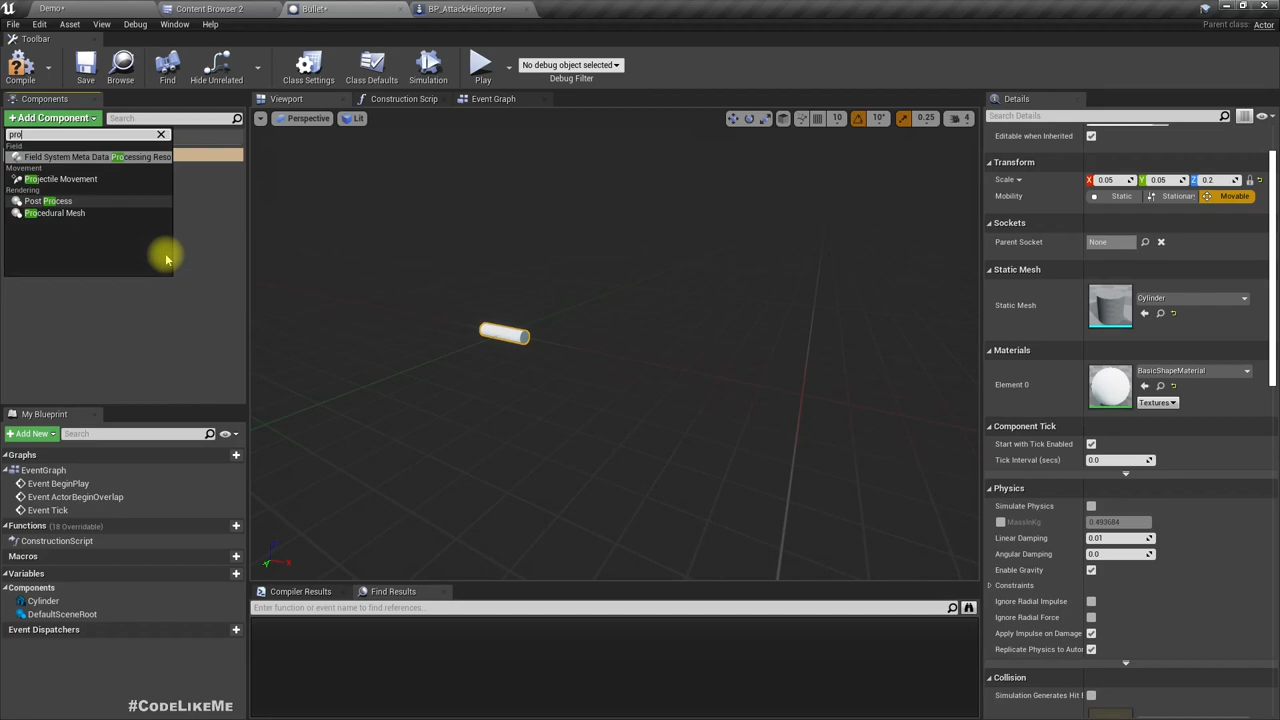 Demo*
Content Browser 2
Bullet*
BP_AttackHelicopter*
File Edit Asset View Debug Window Help
Parent class: Actor
Toolbar
Compile
Save
Browse
Find
Hide Unrelated
Class Settings
Class Defaults
Simulation
Play
No debug object selected
Debug Filter
Components
+Add Component
Search
pro
Field
Field System Meta Data Processing Reso
Movement
Projectile Movement
Rendering
Post Process
Procedural Mesh
Viewport
Construction Scrip
Event Graph
Perspective
Lit
10
10°
0.25
4
Details
Search Details
Editable when Inherited
Transform
Scale
X 0.05
Y 0.05
Z 0.2
Mobility
Static
Stationar
Movable
Sockets
Parent Socket
None
Static Mesh
Static Mesh
Cylinder
Materials
Element 0
BasicShapeMaterial
Textures
Component Tick
Start with Tick Enabled
Tick Interval (secs)
0.0
Physics
Simulate Physics
MassInKg
0.493684
Linear Damping
0.01
Angular Damping
0.0
Enable Gravity
Constraints
Ignore Radial Impulse
Ignore Radial Force
Apply Impulse on Damage
Replicate Physics to Autor
Collision
Simulation Generates Hit
My Blueprint
+Add New
Search
Graphs
EventGraph
Event BeginPlay
Event ActorBeginOverlap
Event Tick
Functions (18 Overridable)
ConstructionScript
Macros
Variables
Components
Cylinder
DefaultSceneRoot
Event Dispatchers
Compiler Results
Find Results
Enter function or event name to find references...
#CODELIKEME